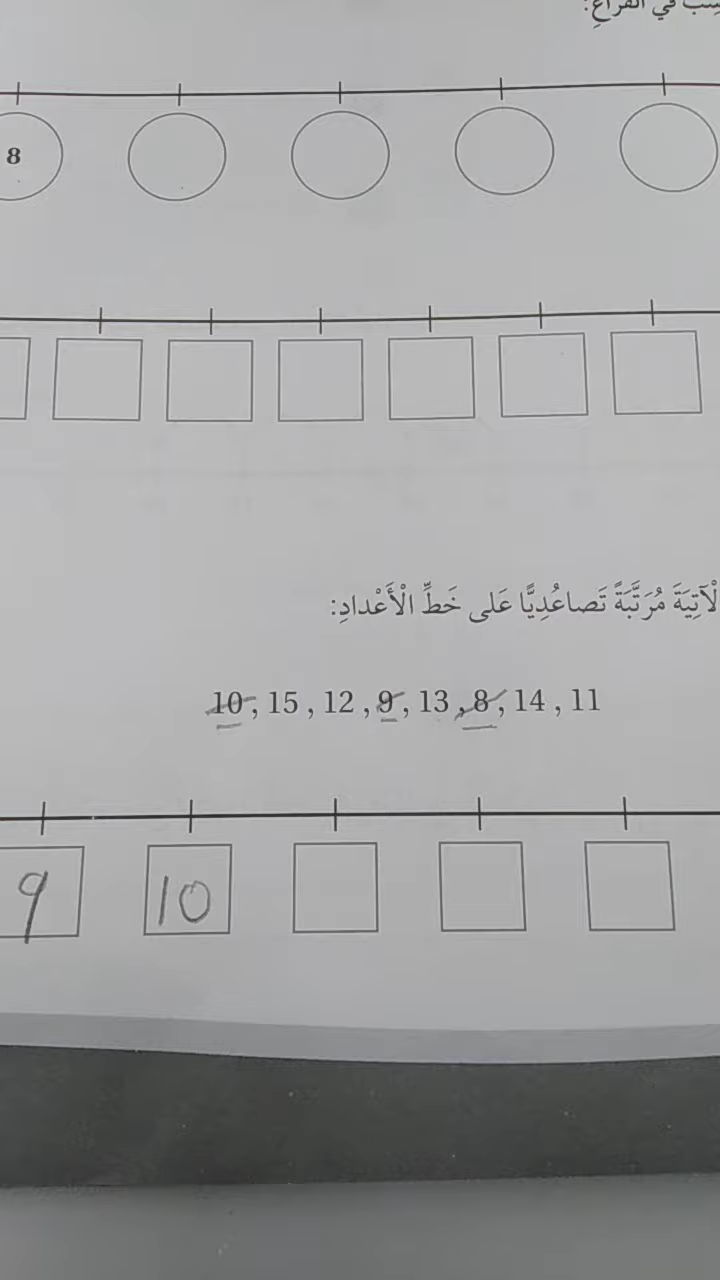 في الفراغِ:
8
الْآتِيَةَ مُرَتَّبَةً تَصاعُدِيًّا عَلى خَطِّ الْأَعْدادِ:
10 , 15 , 12 , 9 , 13 , 8 , 14 , 11
9 10